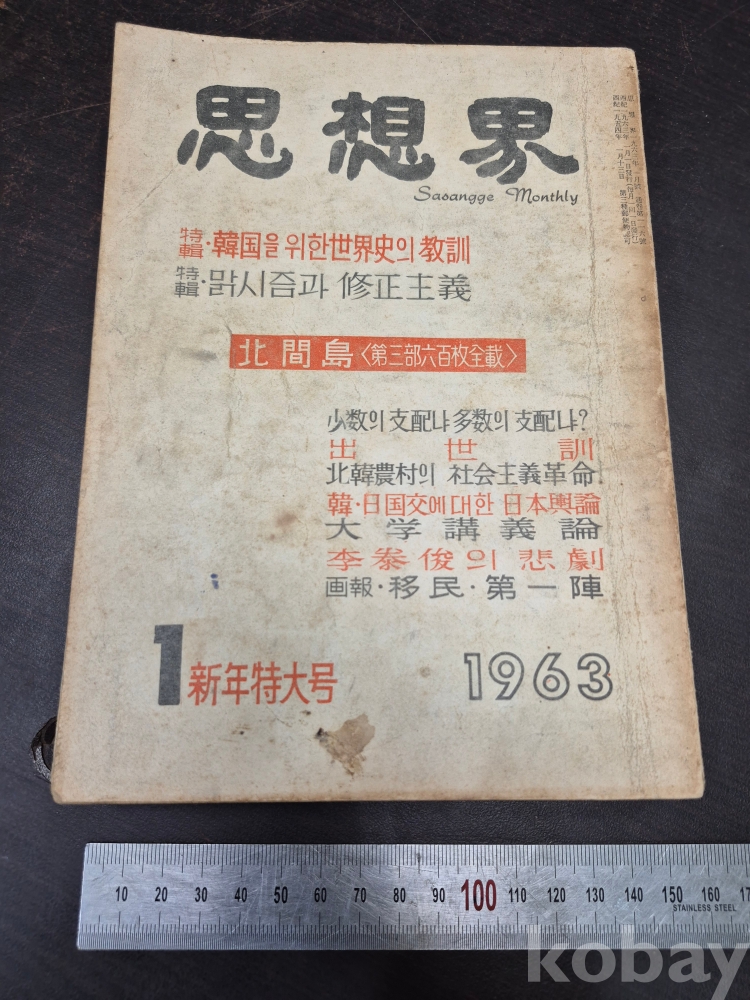 思想界
Sasangge Monthly
特輯·韓国을 위한 世界史의 教訓
特輯·맑시즘과 修正主義
北間島〈第三部六百枚全載〉
少数의 支配냐 多数의 支配냐?
出世訓
北韓農村의 社会主義革命
韓·日国交에 대한 日本輿論
大学講義論
李泰俊의 悲劇
画報·移民·第一陣
1 新年特大号
1963
10 20 30 40 50 60 70 80 90 100 110 120 130 140 150 160
STAINLESS STEEL
kobay